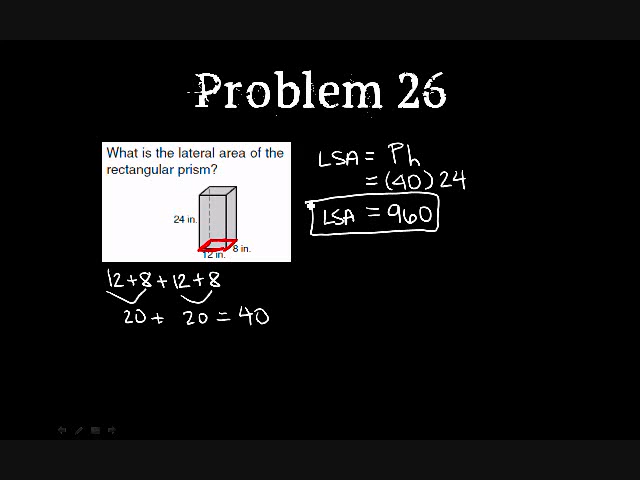 Problem 26
What is the lateral area of the
rectangular prism?
24 in.
8 in.
12 in.
LSA = Ph
= (40) 24
LSA = 960
12 + 8 + 12 + 8
20 + 20 = 40